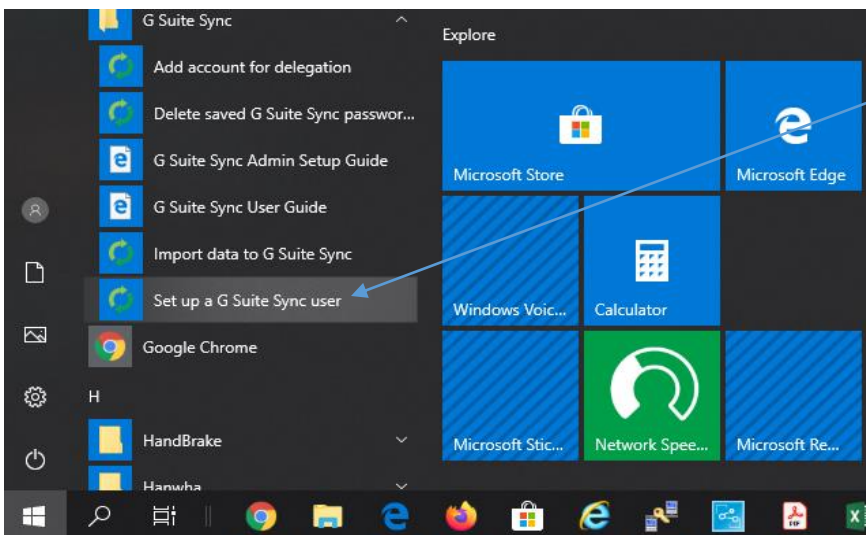 G Suite Sync
Add account for delegation
Delete saved G Suite Sync passwor...
G Suite Sync Admin Setup Guide
G Suite Sync User Guide
Import data to G Suite Sync
Set up a G Suite Sync user
Google Chrome
H
HandBrake
Hanwha
Explore
Microsoft Store
Microsoft Edge
Windows Voic...
Calculator
Microsoft Stic...
Network Spee...
Microsoft Re...
PDF